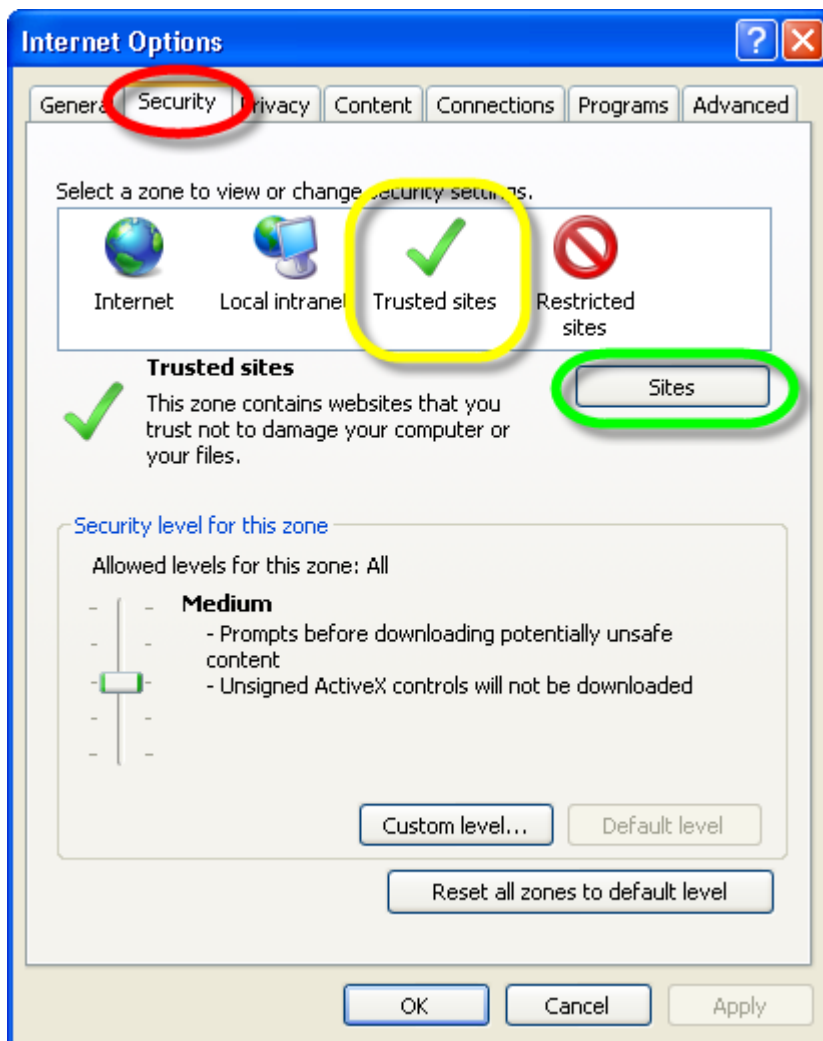 Internet Options
General Security Privacy Content Connections Programs Advanced
Select a zone to view or change security settings.
Internet Local intranet Trusted sites Restricted
sites
Trusted sites
Sites
This zone contains websites that you
trust not to damage your computer or
your files.
Security level for this zone
Allowed levels for this zone: All
Medium
- Prompts before downloading potentially unsafe
content
- Unsigned ActiveX controls will not be downloaded
Custom level... Default level
Reset all zones to default level
OK Cancel Apply